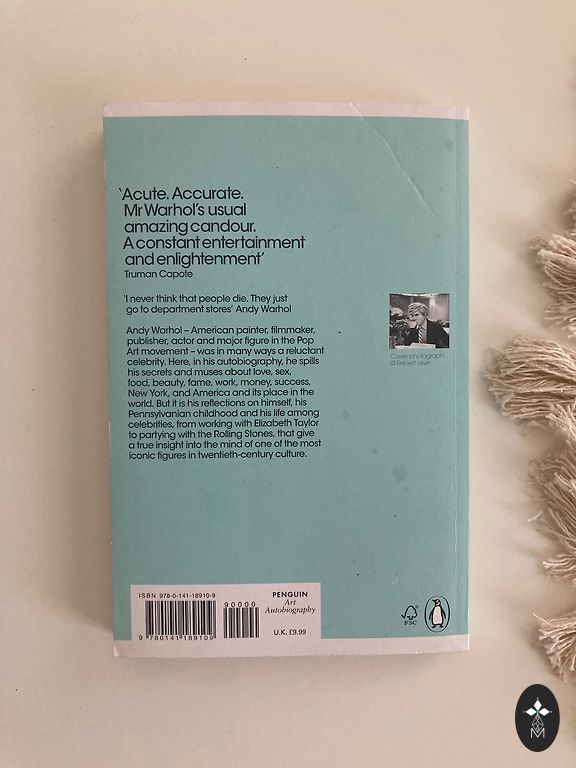 ‘Acute. Accurate.
Mr Warhol’s usual
amazing candour.
A constant entertainment
and enlightenment’
Truman Capote
‘I never think that people die. They just
go to department stores’ Andy Warhol
Andy Warhol – American painter, filmmaker,
publisher, actor and major figure in the Pop
Art movement – was in many ways a reluctant
celebrity. Here, in his autobiography, he spills
his secrets and muses about love, sex,
food, beauty, fame, work, money, success,
New York, and America and its place in the
world. But it is his reflections on himself, his
Pennsylvanian childhood and his life among
celebrities, from working with Elizabeth Taylor
to partying with the Rolling Stones, that give
a true insight into the mind of one of the most
iconic figures in twentieth-century culture.
Cover photograph
© Robert Levin
ISBN 978-0-141-18910-9
90000
9 780141 189109
PENGUIN
Art
Autobiography
U.K. £9.99
FSC
M